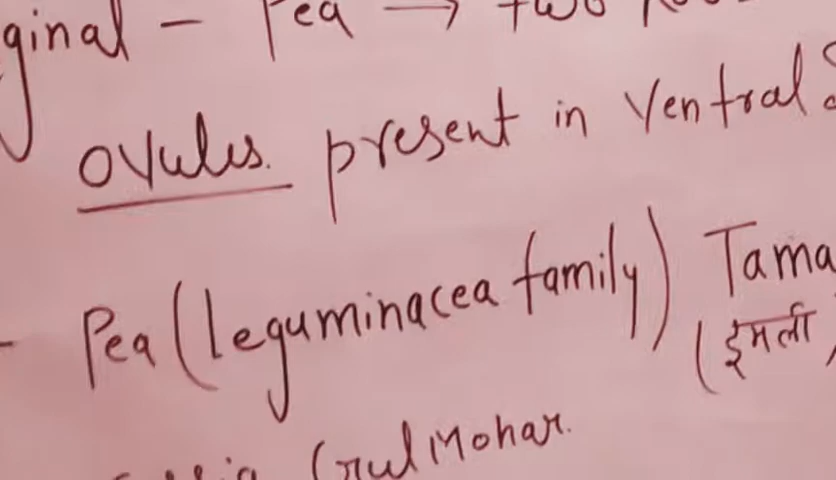 ginal - Pea → two
ovules. present in Ventral
- Pea (leguminacea family) Tama
(इमली)
Gulmohar.